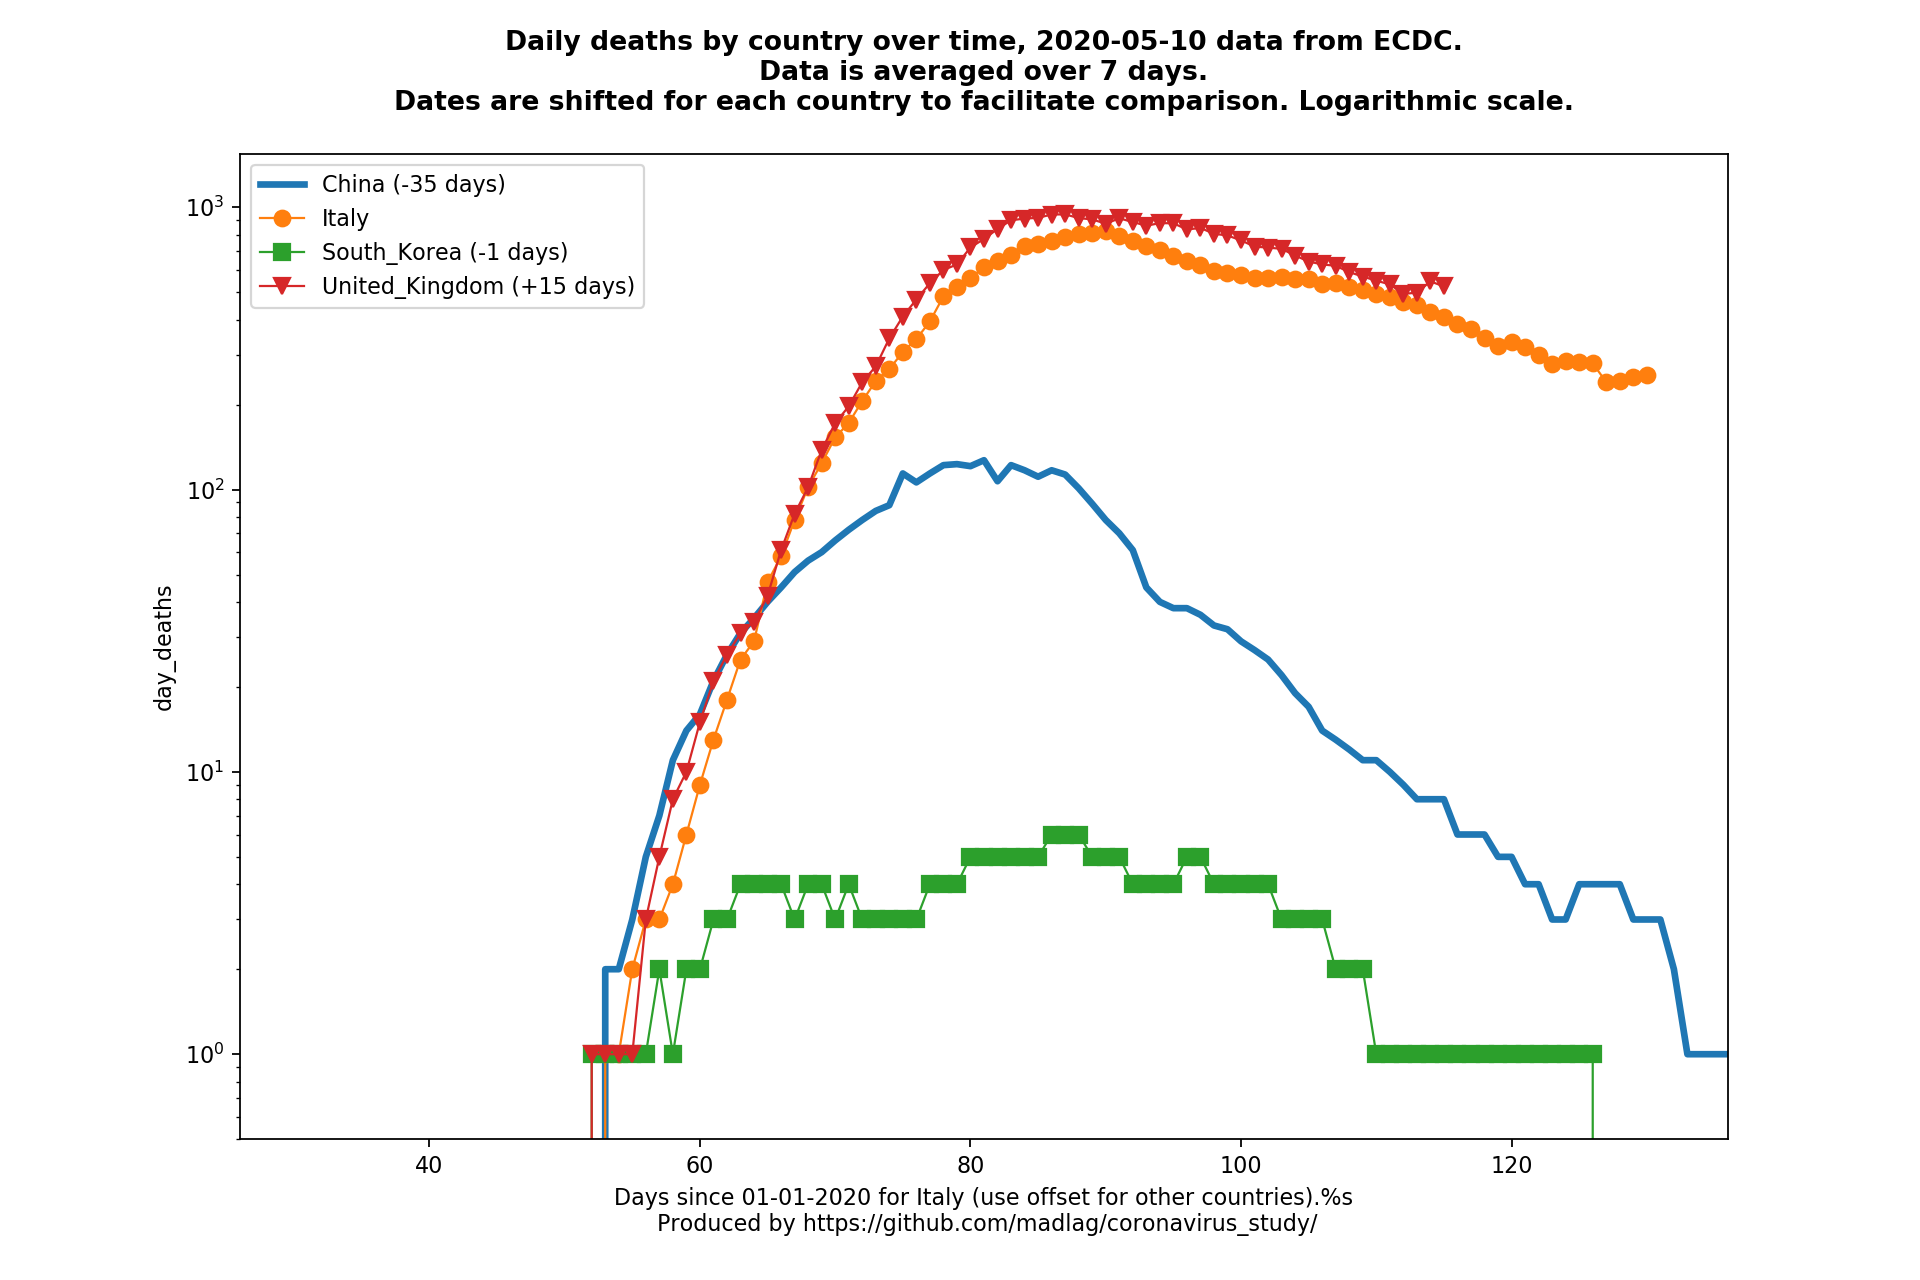 Daily deaths by country over time, 2020-05-10 data from ECDC.
Data is averaged over 7 days.
Dates are shifted for each country to facilitate comparison. Logarithmic scale.
China (-35 days)
Italy
South_Korea (-1 days)
United_Kingdom (+15 days)
10³
10²
10¹
10⁰
day_deaths
40 60 80 100 120
Days since 01-01-2020 for Italy (use offset for other countries).%s
Produced by https://github.com/madlag/coronavirus_study/